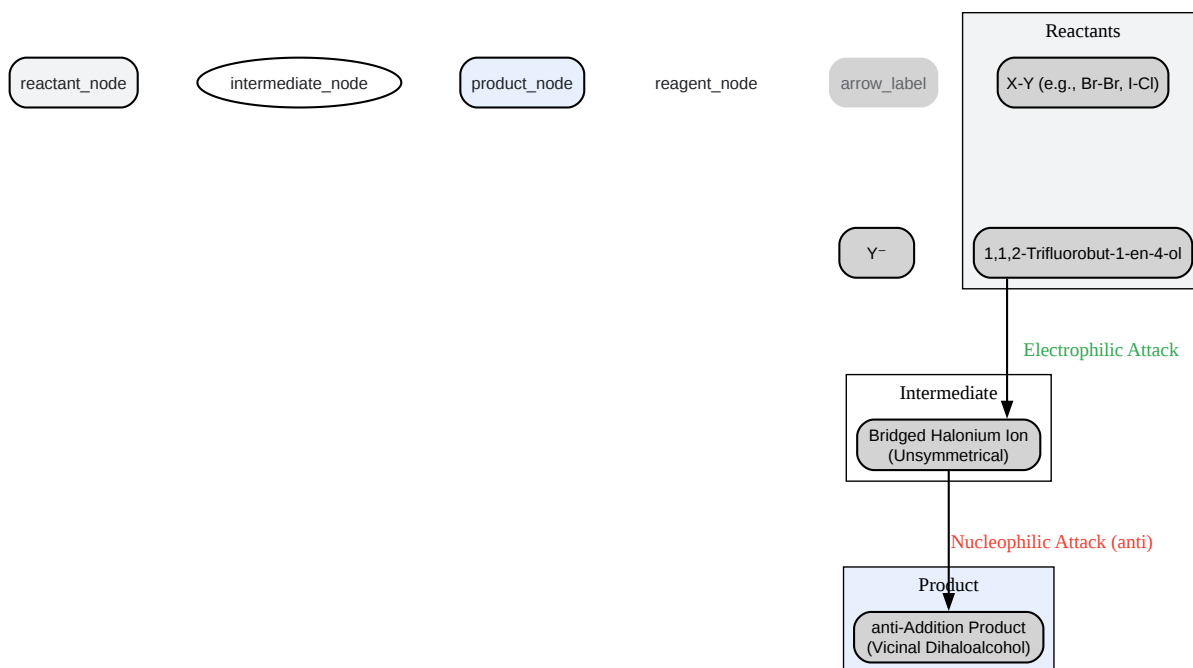 Reactants
reactant_node
intermediate_node
product_node
reagent_node
arrow_label
X-Y (e.g., Br-Br, I-Cl)
Y⁻
1,1,2-Trifluorobut-1-en-4-ol
Electrophilic Attack
Intermediate
Bridged Halonium Ion
(Unsymmetrical)
Nucleophilic Attack (anti)
Product
anti-Addition Product
(Vicinal Dihaloalcohol)